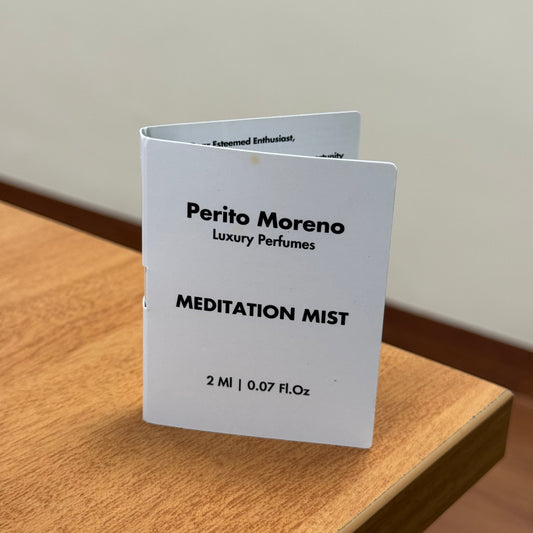 Esteemed Enthusiast,
Perito Moreno
Luxury Perfumes
MEDITATION MIST
2 Ml | 0.07 Fl.Oz